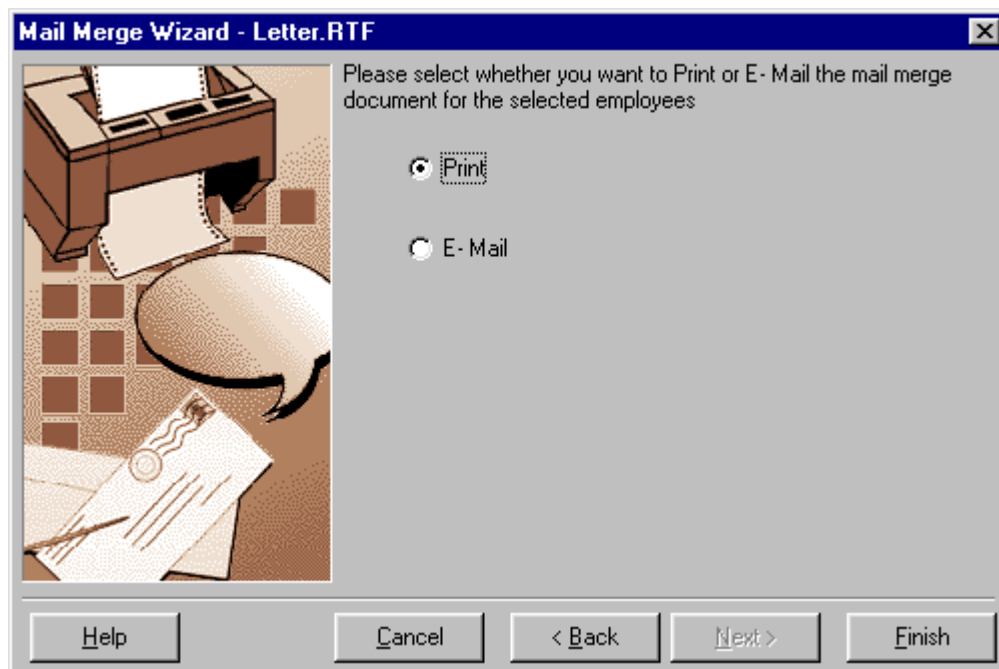 Mail Merge Wizard - Letter.RTF
Please select whether you want to Print or E- Mail the mail merge
document for the selected employees
Print
E- Mail
Help
Cancel
< Back
Next >
Finish